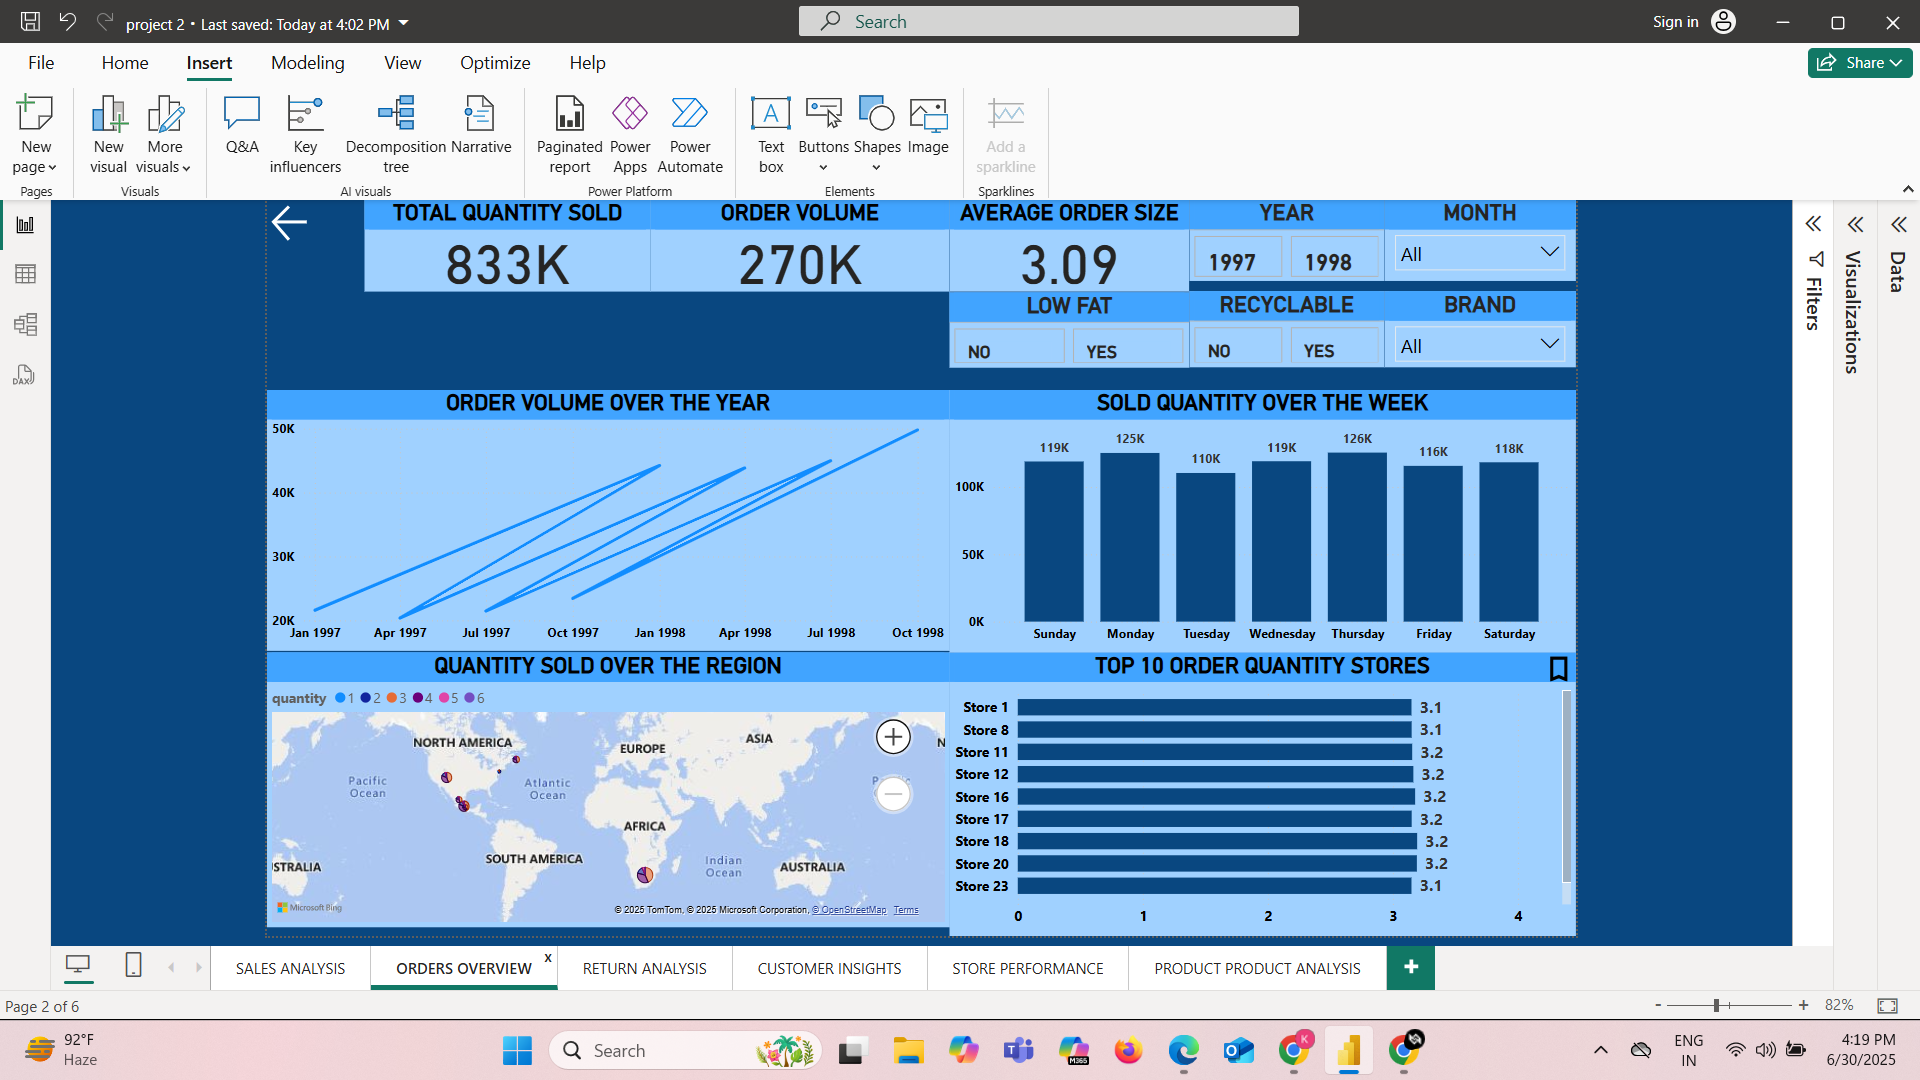 project 2 • Last saved: Today at 4:02 PM
Search
Sign in
File Home Insert Modeling View Optimize Help
Share
New page
New visual
More visuals
Q&A
Key influencers
Decomposition tree
Narrative
Paginated report
Power Apps
Power Automate
Text box
Buttons
Shapes
Image
Add a sparkline
Pages
Visuals
AI visuals
Power Platform
Elements
Sparklines
TOTAL QUANTITY SOLD
833K
ORDER VOLUME
270K
AVERAGE ORDER SIZE
3.09
YEAR
1997 1998
MONTH
All
LOW FAT
NO YES
RECYCLABLE
NO YES
BRAND
All
Filters
Visualizations
Data
DAX
ORDER VOLUME OVER THE YEAR
50K
40K
30K
20K
Jan 1997 Apr 1997 Jul 1997 Oct 1997 Jan 1998 Apr 1998 Jul 1998 Oct 1998
SOLD QUANTITY OVER THE WEEK
119K 125K 110K 119K 126K 116K 118K
100K
50K
0K
Sunday Monday Tuesday Wednesday Thursday Friday Saturday
QUANTITY SOLD OVER THE REGION
quantity 1 2 3 4 5 6
NORTH AMERICA
EUROPE
ASIA
N
Pacific Ocean
Atlantic Ocean
AFRICA
SOUTH AMERICA
Indian Ocean
AUSTRALIA
STRALIA
Microsoft Bing
© 2025 TomTom, © 2025 Microsoft Corporation, © OpenStreetMap Terms
TOP 10 ORDER QUANTITY STORES
Store 1 3.1
Store 8 3.1
Store 11 3.2
Store 12 3.2
Store 16 3.2
Store 17 3.2
Store 18 3.2
Store 20 3.2
Store 23 3.1
0 1 2 3 4
SALES ANALYSIS
ORDERS OVERVIEW
x
RETURN ANALYSIS
CUSTOMER INSIGHTS
STORE PERFORMANCE
PRODUCT PRODUCT ANALYSIS
+
Page 2 of 6
- + 82%
92°F
Haze
Search
M365
K
ENG
IN
4:19 PM
6/30/2025